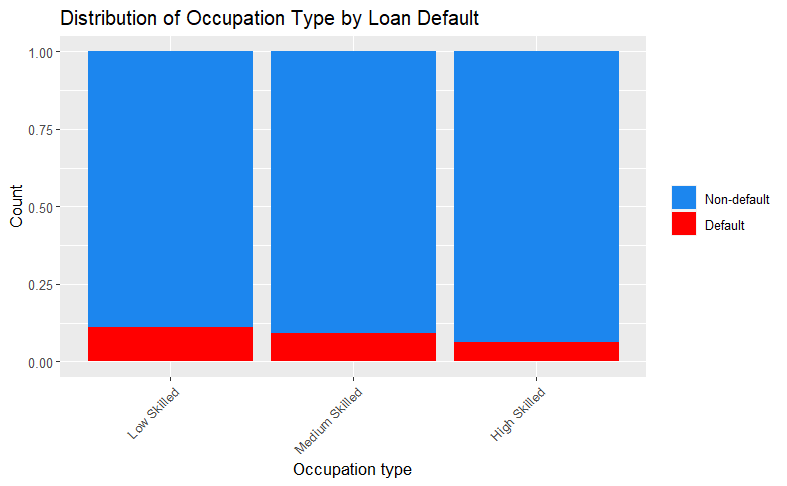 Distribution of Occupation Type by Loan Default
Count
1.00
0.75
0.50
0.25
0.00
Low Skilled
Medium Skilled
High Skilled
Occupation type
Non-default
Default